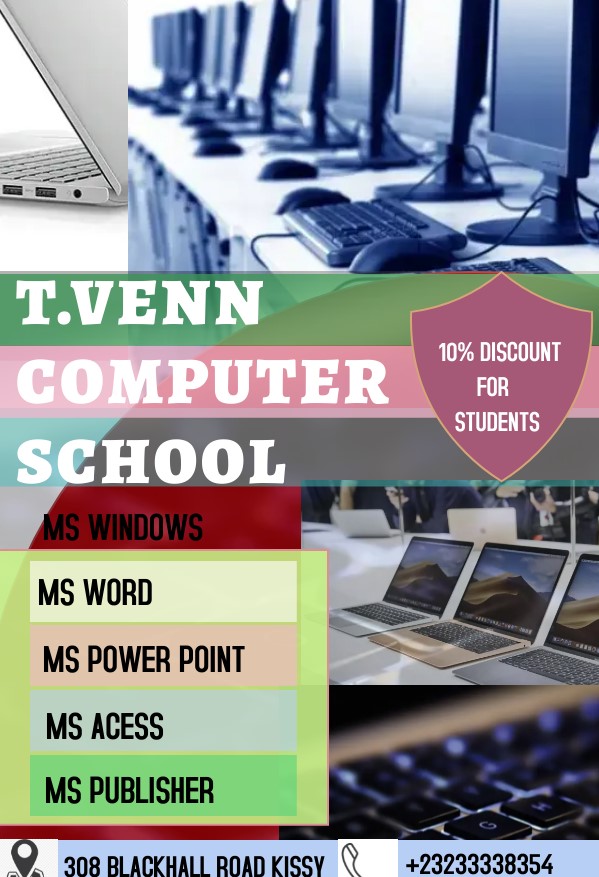 T.VENN
COMPUTER
SCHOOL
10% DISCOUNT
FOR
STUDENTS
MS WINDOWS
MS WORD
MS POWER POINT
MS ACESS
MS PUBLISHER
308 BLACKHALL ROAD KISSY
+23233338354